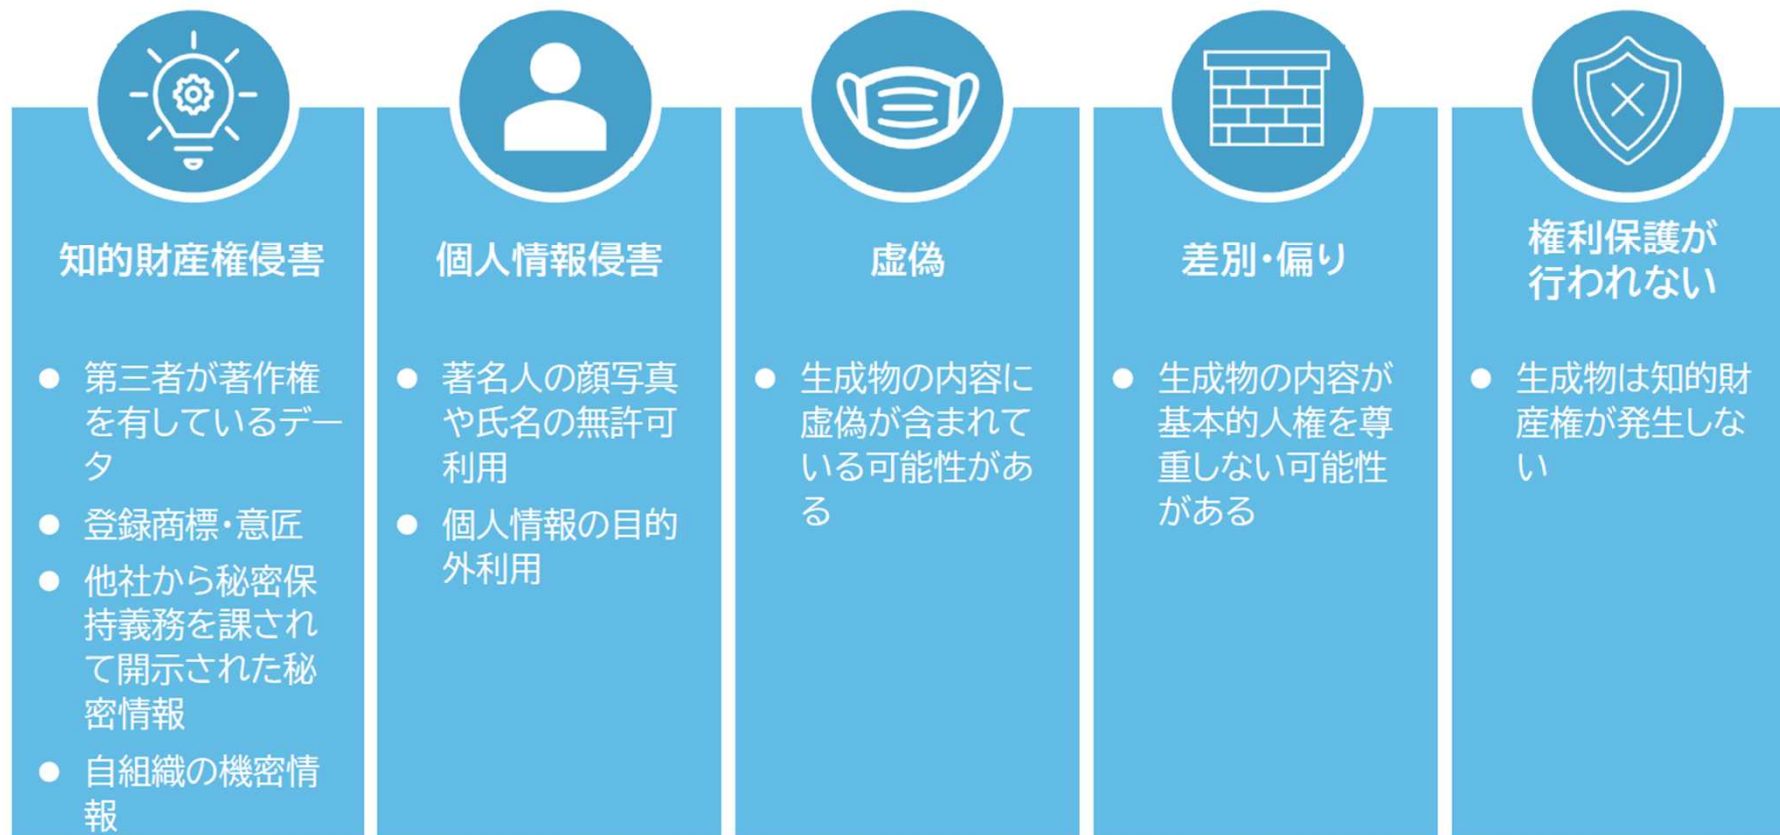 知的財産権侵害
● 第三者が著作権
を有しているデー
タ
● 登録商標・意匠
● 他社から秘密保
持義務を課され
て開示された秘
密情報
● 自組織の機密情
報
個人情報侵害
● 著名人の顔写真
や氏名の無許可
利用
● 個人情報の目的
外利用
虚偽
● 生成物の内容に
虚偽が含まれて
いる可能性があ
る
差別・偏り
● 生成物の内容が
基本的人権を尊
重しない可能性
がある
権利保護が
行われない
● 生成物は知的財
産権が発生しな
い